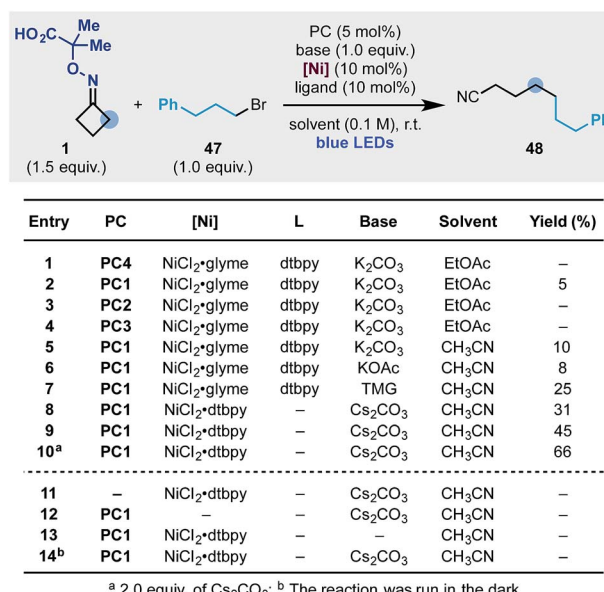 HO₂C Me
Me
O
N
1
(1.5 equiv.)
+
Ph Br
47
(1.0 equiv.)
PC (5 mol%)
base (1.0 equiv.)
[Ni] (10 mol%)
ligand (10 mol%)
solvent (0.1 M), r.t.
blue LEDs
NC
Ph
48
Entry PC [Ni] L Base Solvent Yield (%)
1 PC4 NiCl₂•glyme dtbpy K₂CO₃ EtOAc –
2 PC1 NiCl₂•glyme dtbpy K₂CO₃ EtOAc 5
3 PC2 NiCl₂•glyme dtbpy K₂CO₃ EtOAc –
4 PC3 NiCl₂•glyme dtbpy K₂CO₃ EtOAc –
5 PC1 NiCl₂•glyme dtbpy K₂CO₃ CH₃CN 10
6 PC1 NiCl₂•glyme dtbpy KOAc CH₃CN 8
7 PC1 NiCl₂•glyme dtbpy TMG CH₃CN 25
8 PC1 NiCl₂•dtbpy – Cs₂CO₃ CH₃CN 31
9 PC1 NiCl₂•dtbpy – Cs₂CO₃ CH₃CN 45
10ᵃ PC1 NiCl₂•dtbpy – Cs₂CO₃ CH₃CN 66
11 – NiCl₂•dtbpy – Cs₂CO₃ CH₃CN –
12 PC1 – – Cs₂CO₃ CH₃CN –
13 PC1 NiCl₂•dtbpy – – CH₃CN –
14ᵇ PC1 NiCl₂•dtbpy – Cs₂CO₃ CH₃CN –
ᵃ 2.0 equiv. of Cs₂CO₃; ᵇ The reaction was run in the dark